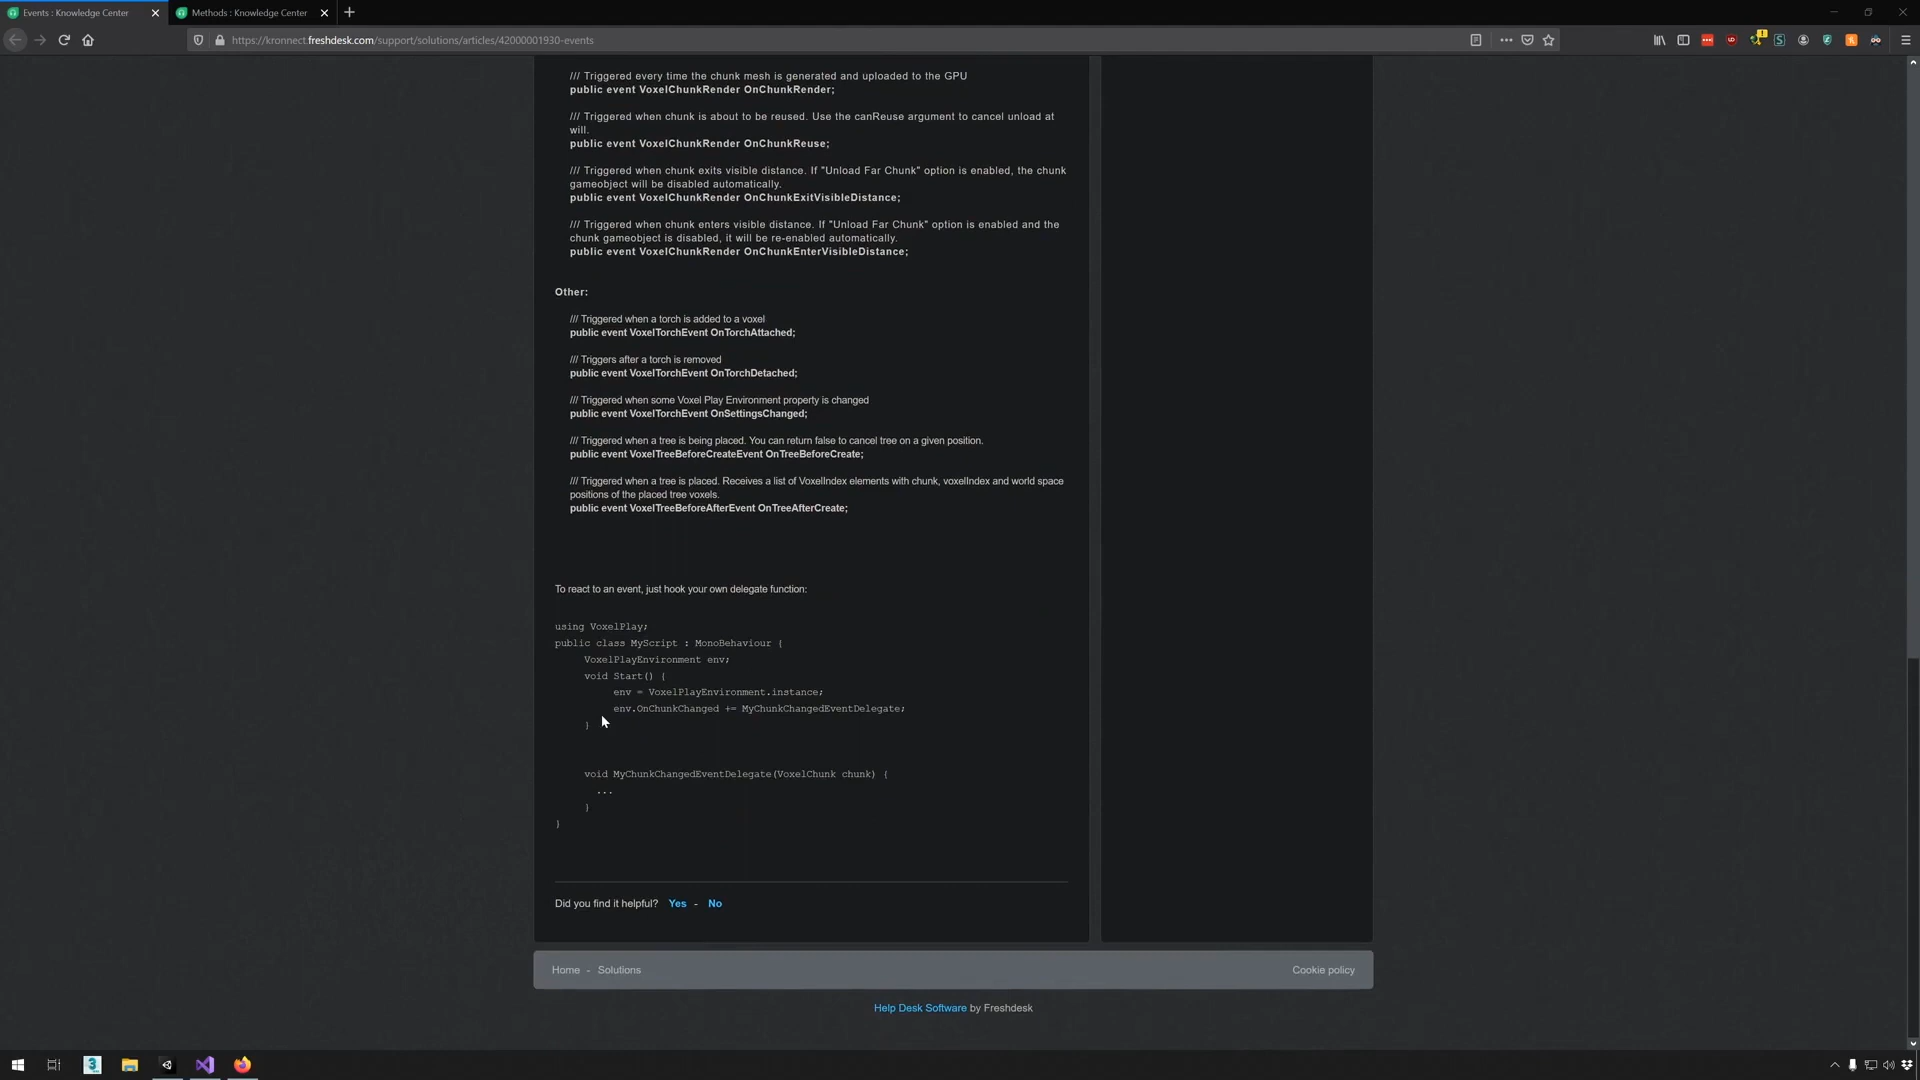 Events : Knowledge Center
Methods : Knowledge Center
https://kronnect.freshdesk.com/support/solutions/articles/42000001930-events
/// Triggered every time the chunk mesh is generated and uploaded to the GPU
public event VoxelChunkRender OnChunkRender;
/// Triggered when chunk is about to be reused. Use the canReuse argument to cancel unload at
will.
public event VoxelChunkRender OnChunkReuse;
/// Triggered when chunk exits visible distance. If "Unload Far Chunk" option is enabled, the chunk
gameobject will be disabled automatically.
public event VoxelChunkRender OnChunkExitVisibleDistance;
/// Triggered when chunk enters visible distance. If "Unload Far Chunk" option is enabled and the
chunk gameobject is disabled, it will be re-enabled automatically.
public event VoxelChunkRender OnChunkEnterVisibleDistance;
Other:
/// Triggered when a torch is added to a voxel
public event VoxelTorchEvent OnTorchAttached;
/// Triggers after a torch is removed
public event VoxelTorchEvent OnTorchDetached;
/// Triggered when some Voxel Play Environment property is changed
public event VoxelTorchEvent OnSettingsChanged;
/// Triggered when a tree is being placed. You can return false to cancel tree on a given position.
public event VoxelTreeBeforeCreateEvent OnTreeBeforeCreate;
/// Triggered when a tree is placed. Receives a list of VoxelIndex elements with chunk, voxelIndex and world space
positions of the placed tree voxels.
public event VoxelTreeBeforeAfterEvent OnTreeAfterCreate;
To react to an event, just hook your own delegate function:
using VoxelPlay;
public class MyScript : MonoBehaviour {
VoxelPlayEnvironment env;
void Start() {
env = VoxelPlayEnvironment.instance;
env.OnChunkChanged += MyChunkChangedEventDelegate;
}
void MyChunkChangedEventDelegate(VoxelChunk chunk) {
...
}
}
Did you find it helpful? Yes - No
Home - Solutions
Cookie policy
Help Desk Software by Freshdesk